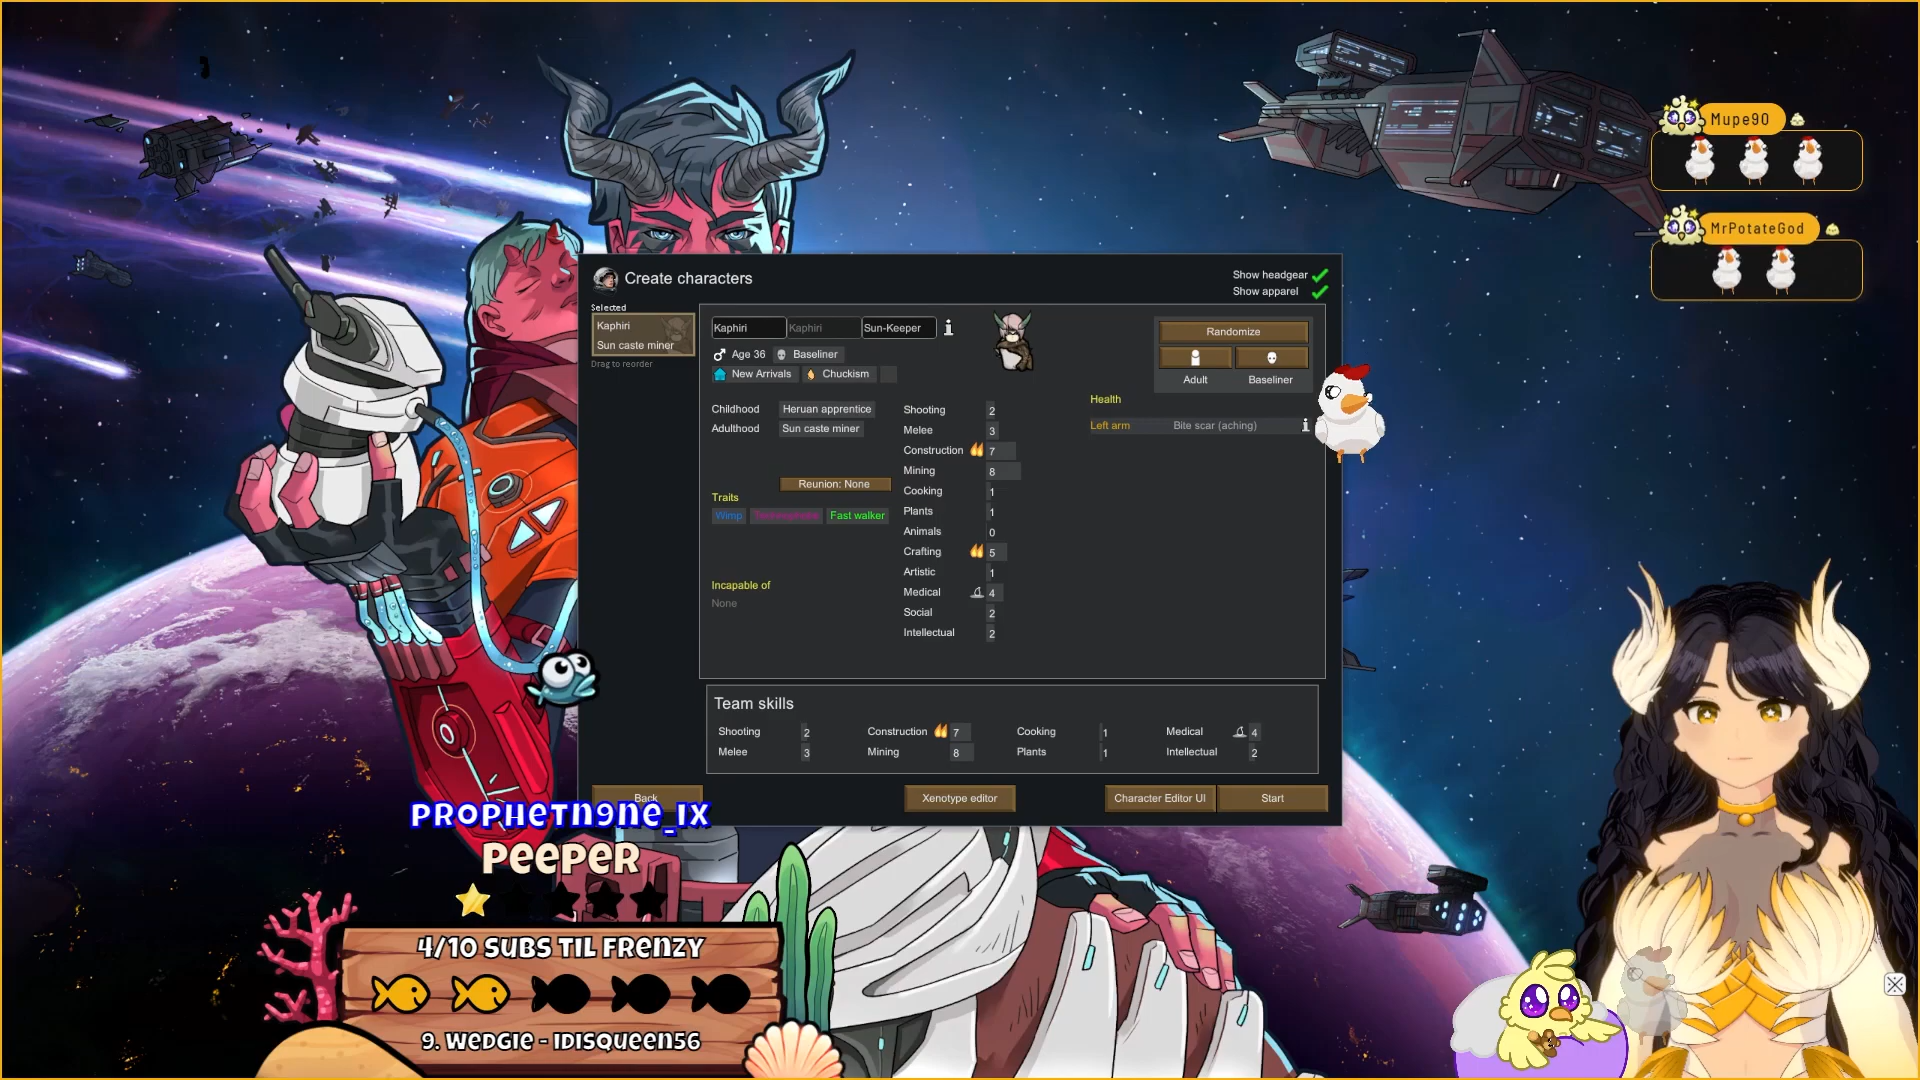 Mupe90
MrPotateGod
Create characters
Show headgear
Show apparel
Selected
Kaphiri
Sun caste miner
Drag to reorder
Kaphiri
Kaphiri
Sun-Keeper
Age 36
Baseliner
New Arrivals
Chuckism
Randomize
Adult
Baseliner
Childhood
Heruan apprentice
Adulthood
Sun caste miner
Reunion: None
Traits
Wimp
Fast walker
Incapable of
None
Shooting 2
Melee 3
Construction 7
Mining 8
Cooking 1
Plants 1
Animals 0
Crafting 5
Artistic 1
Medical 4
Social 2
Intellectual 2
Health
Left arm
Bite scar (aching)
Team skills
Shooting 2
Construction 7
Cooking 1
Medical 4
Melee 3
Mining 8
Plants 1
Intellectual 2
Back
Xenotype editor
Character Editor UI
Start
PROPHETN9NE_IX
PEEPER
4/10 SUBS TIL FRENZY
9. WEDGIE - IDISQUEEN56